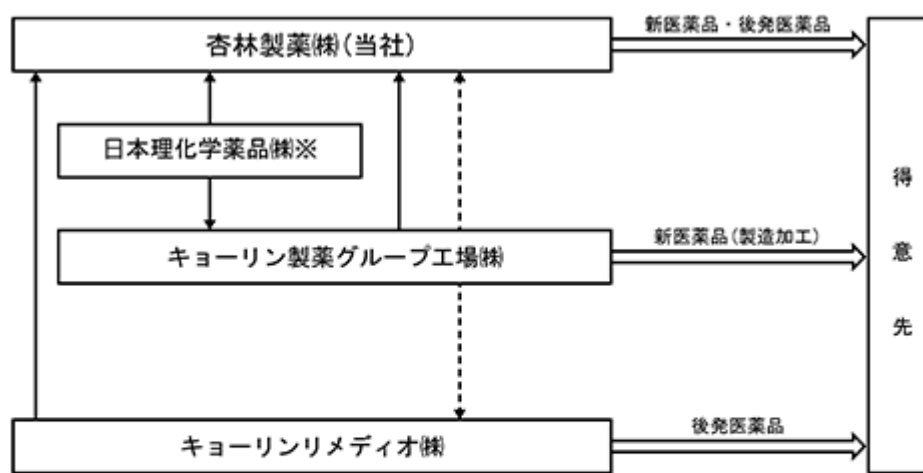 杏林製薬㈱(当社)
新医薬品・後発医薬品
日本理化学薬品㈱※
キョーリン製薬グループ工場㈱
新医薬品(製造加工)
キョーリンリメディオ㈱
後発医薬品
得
意
先